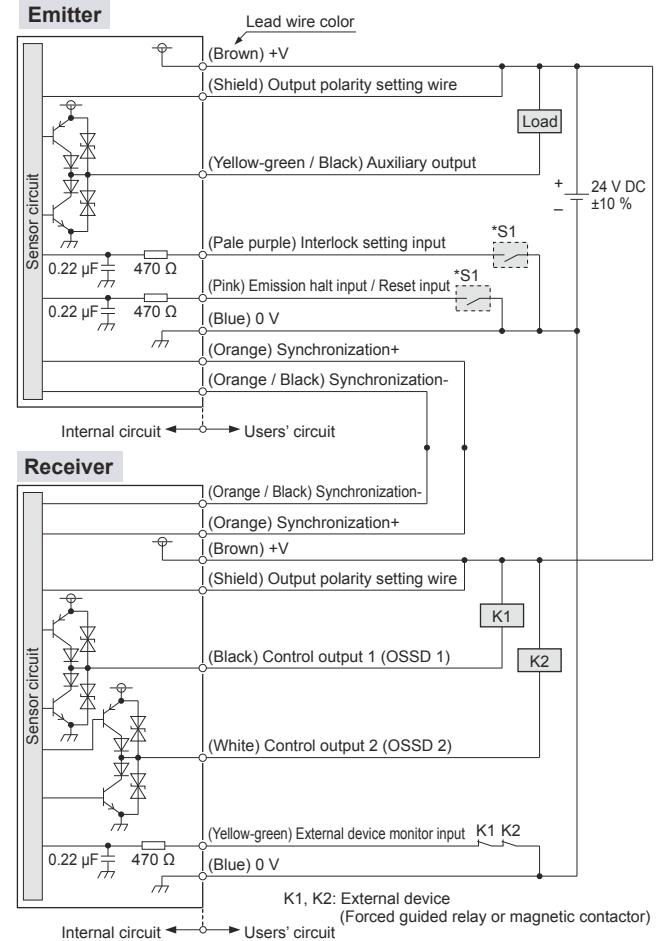 Emitter
Lead wire color
(Brown) +V
(Shield) Output polarity setting wire
Load
(Yellow-green / Black) Auxiliary output
+
–
24 V DC
±10 %
Sensor circuit
*S1
(Pale purple) Interlock setting input
0.22 µF
470 Ω
*S1
(Pink) Emission halt input / Reset input
0.22 µF
470 Ω
(Blue) 0 V
(Orange) Synchronization+
(Orange / Black) Synchronization-
Internal circuit
Users' circuit
Receiver
(Orange / Black) Synchronization-
(Orange) Synchronization+
(Brown) +V
(Shield) Output polarity setting wire
K1
(Black) Control output 1 (OSSD 1)
K2
Sensor circuit
(White) Control output 2 (OSSD 2)
(Yellow-green) External device monitor input
K1 K2
0.22 µF
470 Ω
(Blue) 0 V
K1, K2: External device
(Forced guided relay or magnetic contactor)
Internal circuit
Users' circuit